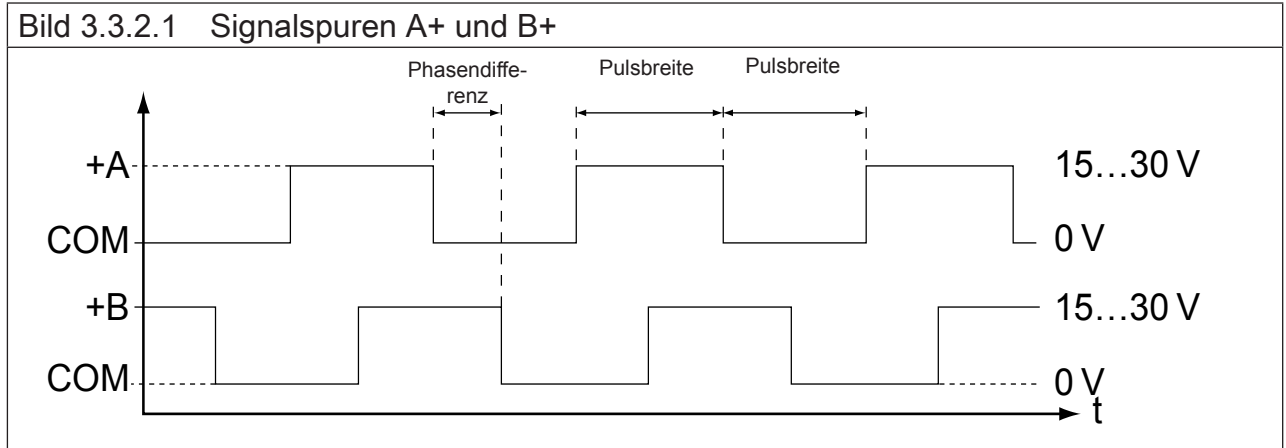 Bild 3.3.2.1 Signalspuren A+ und B+
Phasendiffe-
renz
Pulsbreite
Pulsbreite
+A
15…30 V
COM
0 V
+B
15…30 V
COM
0 V
t